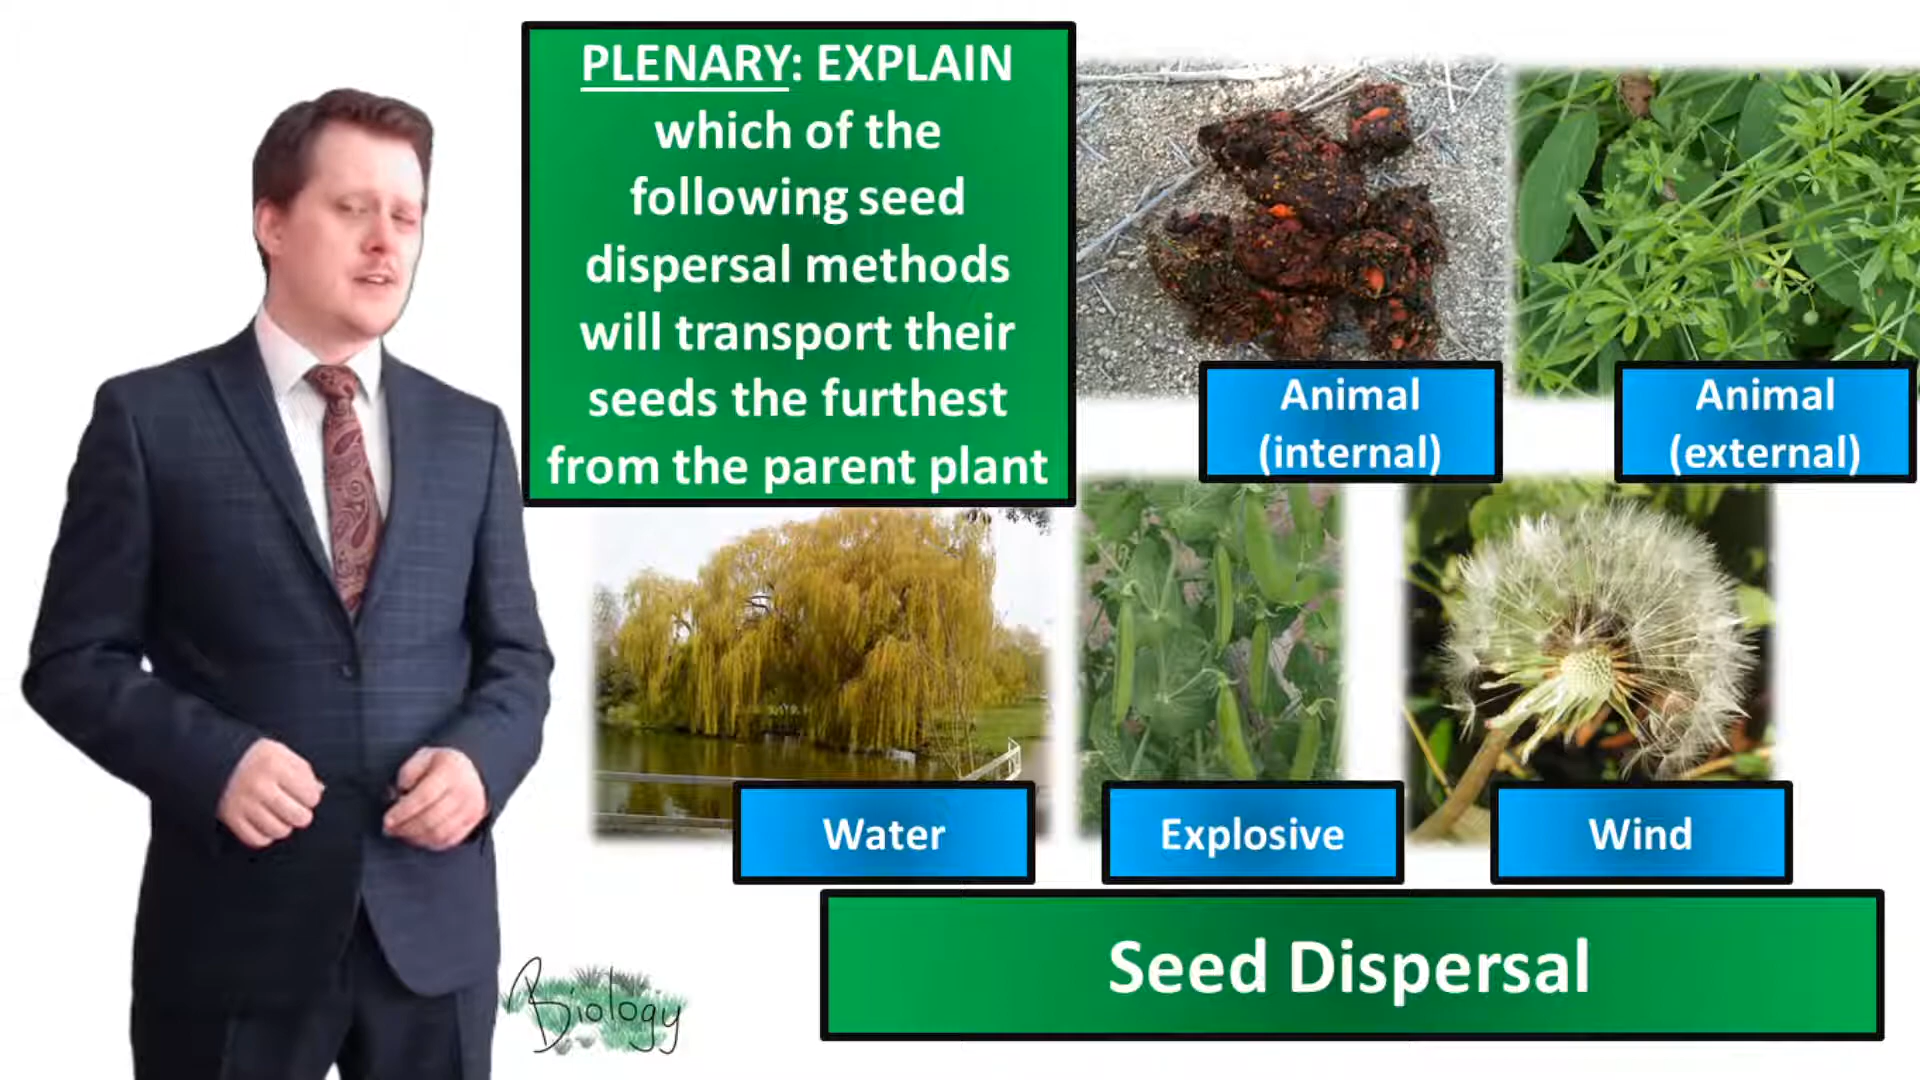 PLENARY: EXPLAIN
which of the
following seed
dispersal methods
will transport their
seeds the furthest
from the parent plant
Animal
(internal)
Animal
(external)
Water
Explosive
Wind
Seed Dispersal
Biology